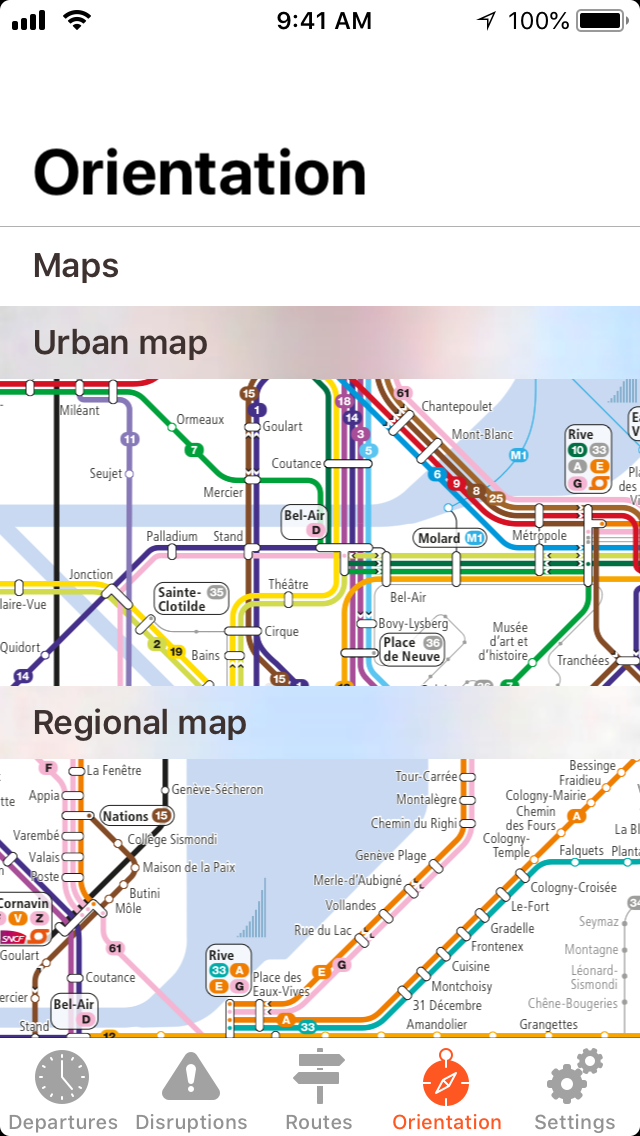 9:41 AM
100%
Orientation
Maps
Urban map
Miléant
15
1
18
14
3
5
61
Chantepoulet
Ormeaux
Goulart
Mont-Blanc
11
7
M1
Rive
10 33
A E
G
Seujet
Coutance
6
9
8
25
Mercier
Bel-Air
D
Palladium
Stand
Molard M1
Métropole
Jonction
Théâtre
Sainte-
Clotilde
35
Bel-Air
laire-Vue
Cirque
Bovy-Lysberg
Musée
d'art et
d'histoire
2
19
Bains
Place
de Neuve
36
Quidort
Tranchées
14
15
Regional map
F
La Fenêtre
Tour-Carrée
Bessinge
Fraidieu
Appia
Genève-Sécheron
Montalègre
Cologny-Mairie
Nations 15
Chemin du Righi
Chemin
des Fours
A
La Bl
Varembé
Collège Sismondi
Cologny-
Temple
Falquets
Planta
Valais
Maison de la Paix
Genève Plage
Poste
Merle-d'Aubigné
Cologny-Croisée
Cornavin
V Z
SNCF
Butini
Môle
Vollandes
Le-Fort
Gradelle
Seymaz
61
Rue du Lac
Frontenex
Montagne
Goulart
Rive
33 A
E G
E
G
Cuisine
Léonard-
Sismondi
Coutance
Place des
Eaux-Vives
Montchoisy
Bel-Air
D
31 Décembre
Chêne-Bougeries
Stand
12
A
33
Amandolier
Grangettes
Departures
Disruptions
Routes
Orientation
Settings